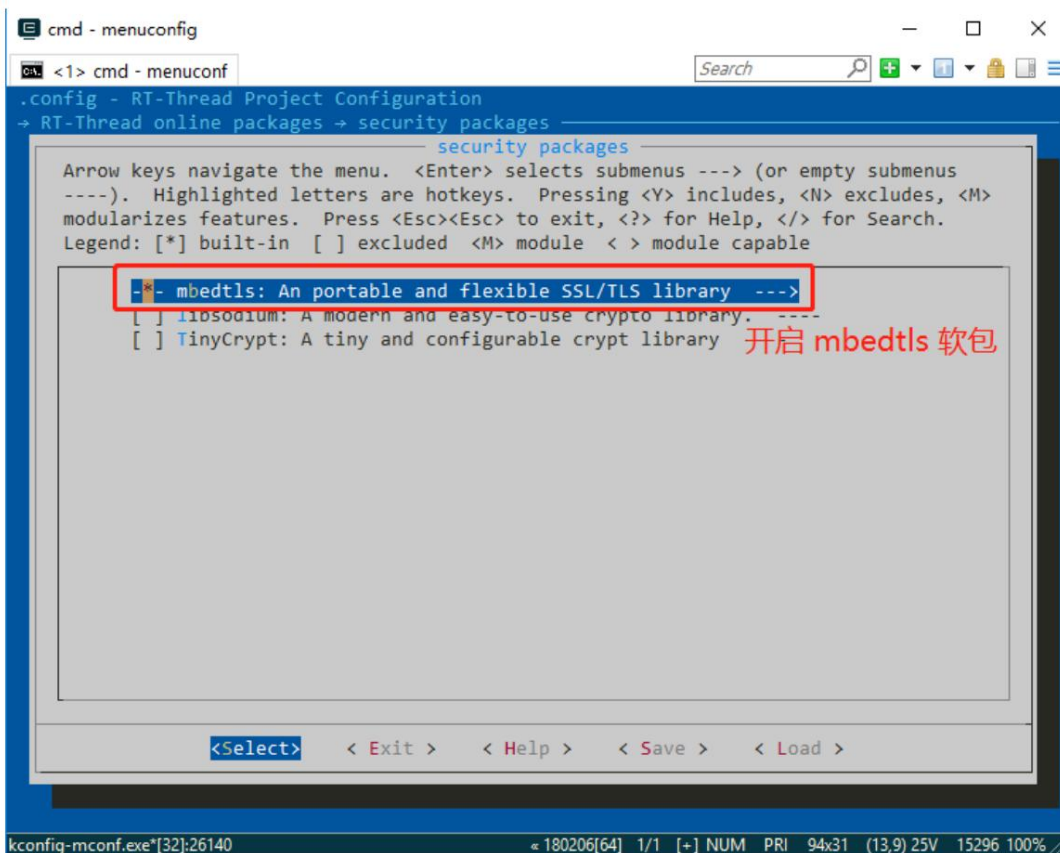 cmd - menuconfig
<1> cmd - menuconf
Search
.config - RT-Thread Project Configuration
→ RT-Thread online packages → security packages
security packages
Arrow keys navigate the menu. <Enter> selects submenus ---> (or empty submenus
----). Highlighted letters are hotkeys. Pressing <Y> includes, <N> excludes, <M>
modularizes features. Press <Esc><Esc> to exit, <?> for Help, </> for Search.
Legend: [*] built-in [ ] excluded <M> module < > module capable
-*- mbedtls: An portable and flexible SSL/TLS library --->
[ ] libsodium: A modern and easy-to-use crypto library. ----
[ ] TinyCrypt: A tiny and configurable crypt library
开启 mbedtls 软包
<Select> < Exit > < Help > < Save > < Load >
kconfig-mconf.exe*[32]:26140 « 180206[64] 1/1 [+] NUM PRI 94x31 (13,9) 25V 15296 100%